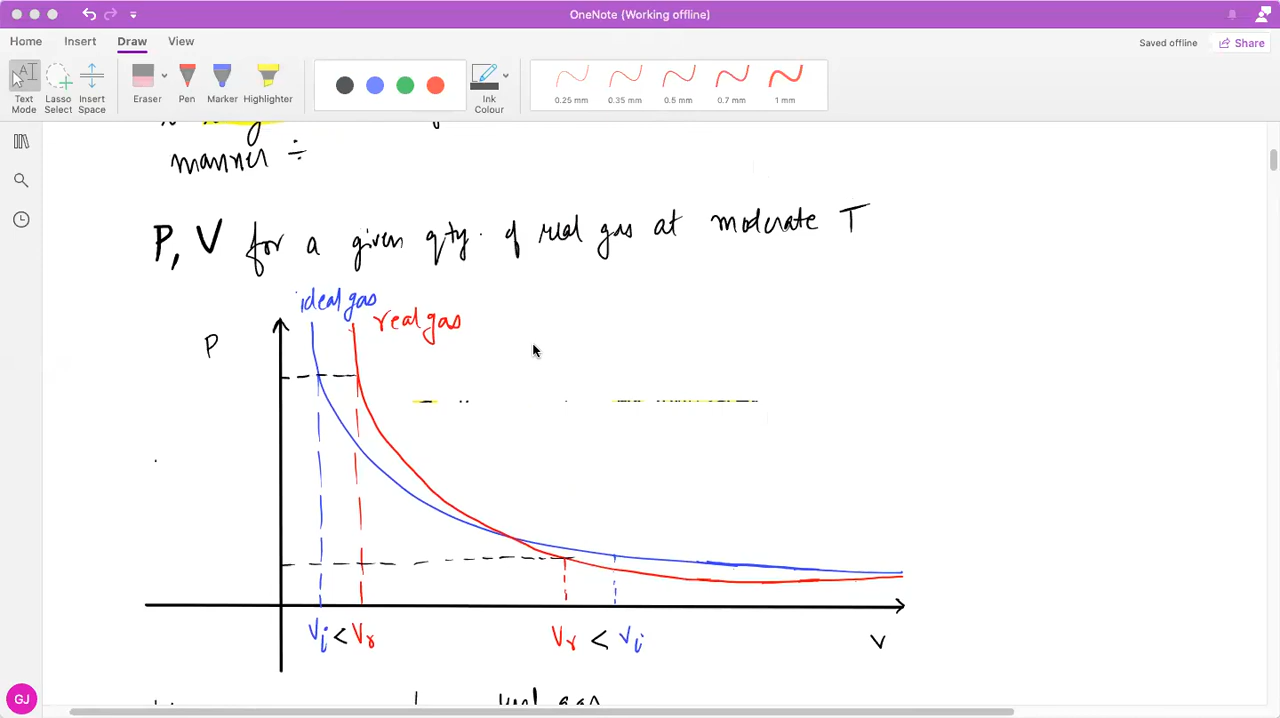 OneNote (Working offline)
Home Insert Draw View
Saved offline
Share
Text Mode
Lasso Select
Insert Space
Eraser
Pen
Marker
Highlighter
Ink Colour
0.25 mm 0.35 mm 0.5 mm 0.7 mm 1 mm
manner ÷
P, V for a given qty. of real gas at moderate T
ideal gas
real gas
P
Vi < Vr
Vr < Vi
V
real gas
GJ